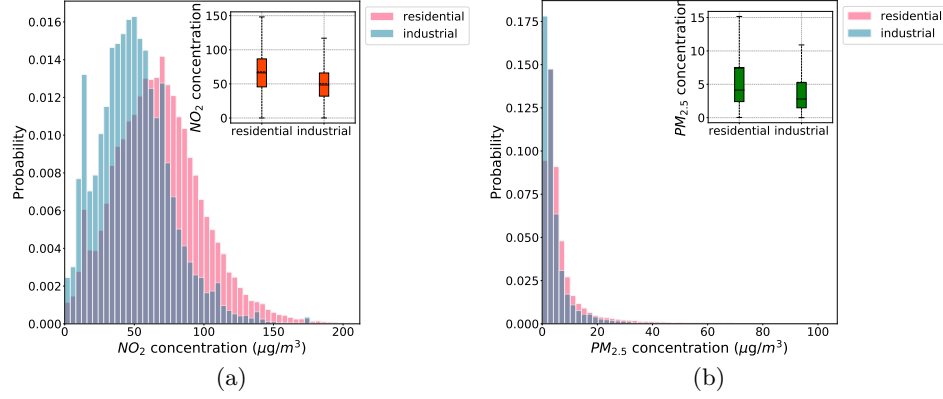 residential
industrial
Probability
0.016
0.014
0.012
0.010
0.008
0.006
0.004
0.002
0.000
0
50
100
150
200
NO₂ concentration (μg/m³)
NO₂ concentration
150
100
50
0
residential industrial
(a)
residential
industrial
Probability
0.175
0.150
0.125
0.100
0.075
0.050
0.025
0.000
0
20
40
60
80
100
PM₂.₅ concentration (μg/m³)
PM₂.₅ concentration
15
10
5
0
residential industrial
(b)